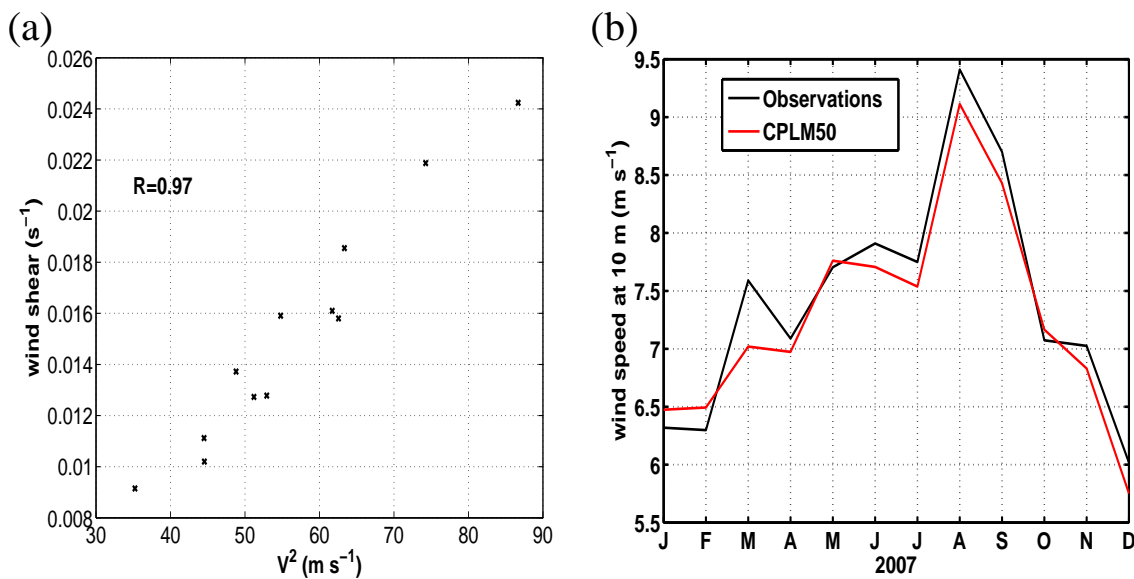 (a)
wind shear (s⁻¹)
0.026
0.024
0.022
0.02
0.018
0.016
0.014
0.012
0.01
0.008
R=0.97
30 40 50 60 70 80 90
V² (m s⁻¹)
(b)
wind speed at 10 m (m s⁻¹)
9.5
9
8.5
8
7.5
7
6.5
6
5.5
Observations
CPLM50
J F M A M J J A S O N D
2007